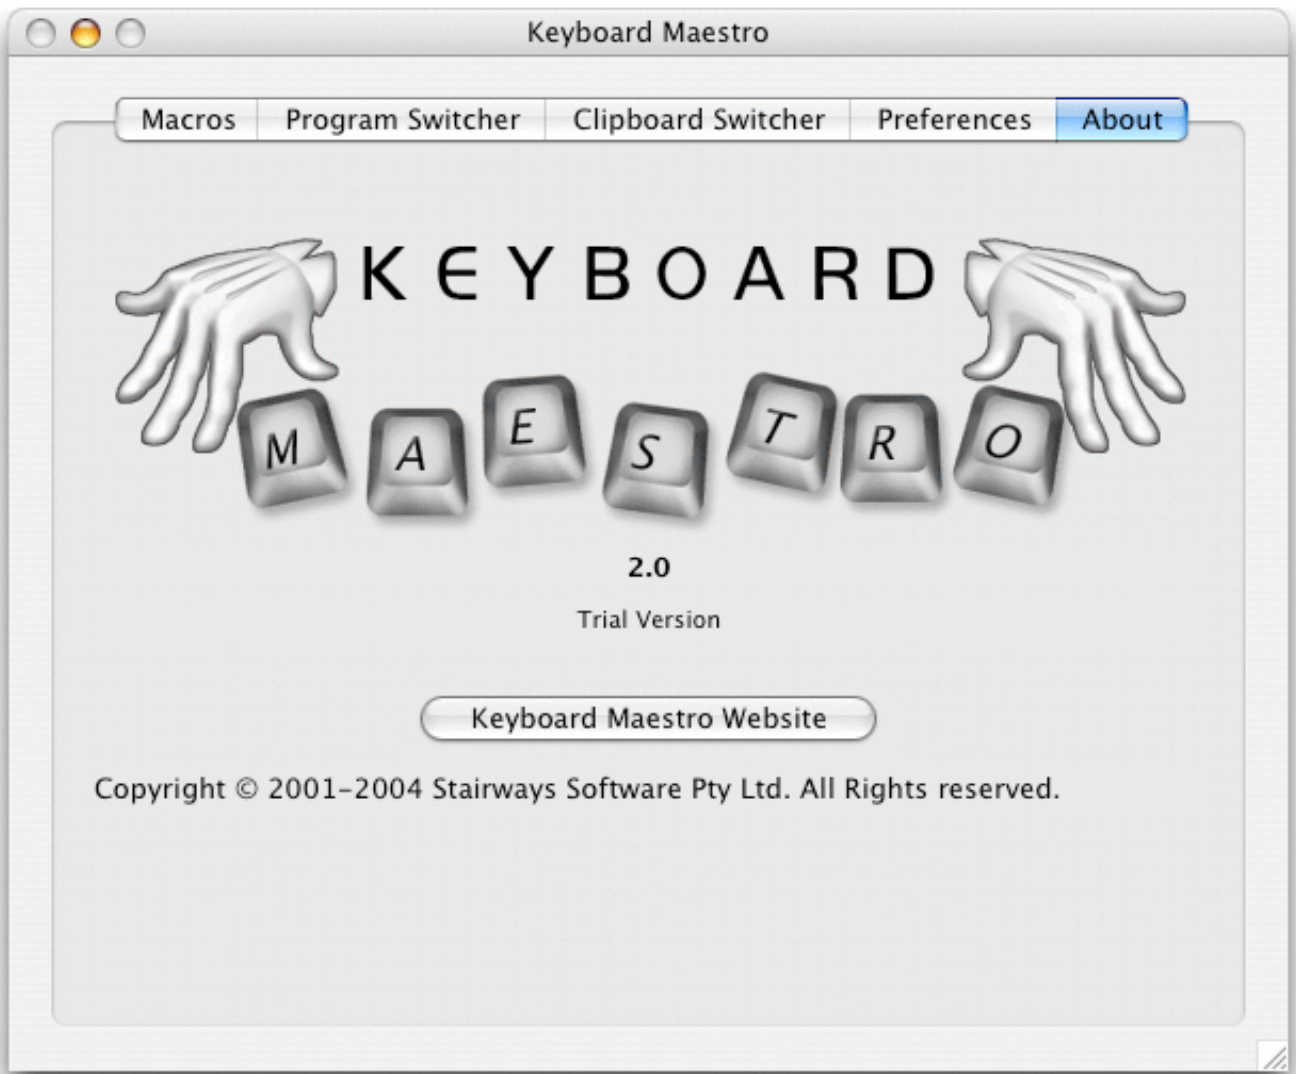 Keyboard Maestro
Macros Program Switcher Clipboard Switcher Preferences About
KEYBOARD
MAESTRO
2.0
Trial Version
Keyboard Maestro Website
Copyright © 2001–2004 Stairways Software Pty Ltd. All Rights reserved.